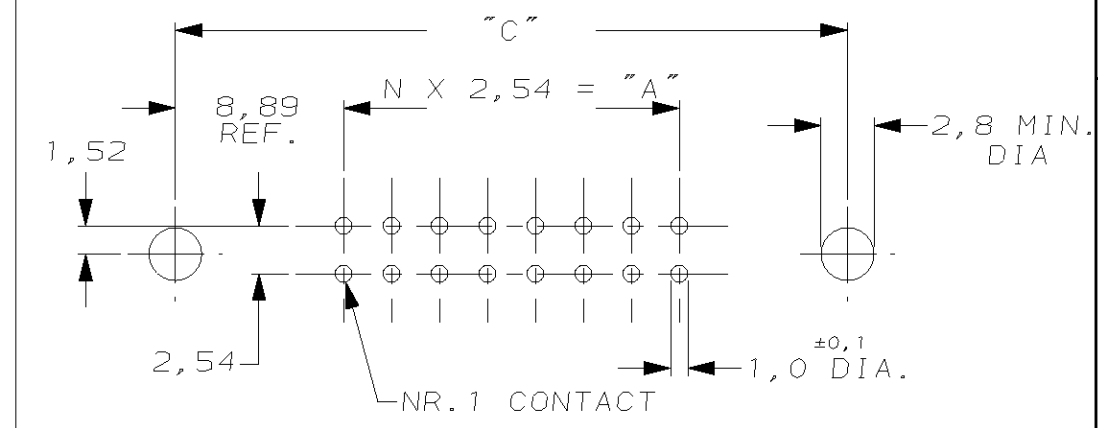 "C"
N X 2,54 = "A"
8,89
REF.
1,52
2,8 MIN.
DIA
2,54
±0,1
1,0 DIA.
NR.1 CONTACT